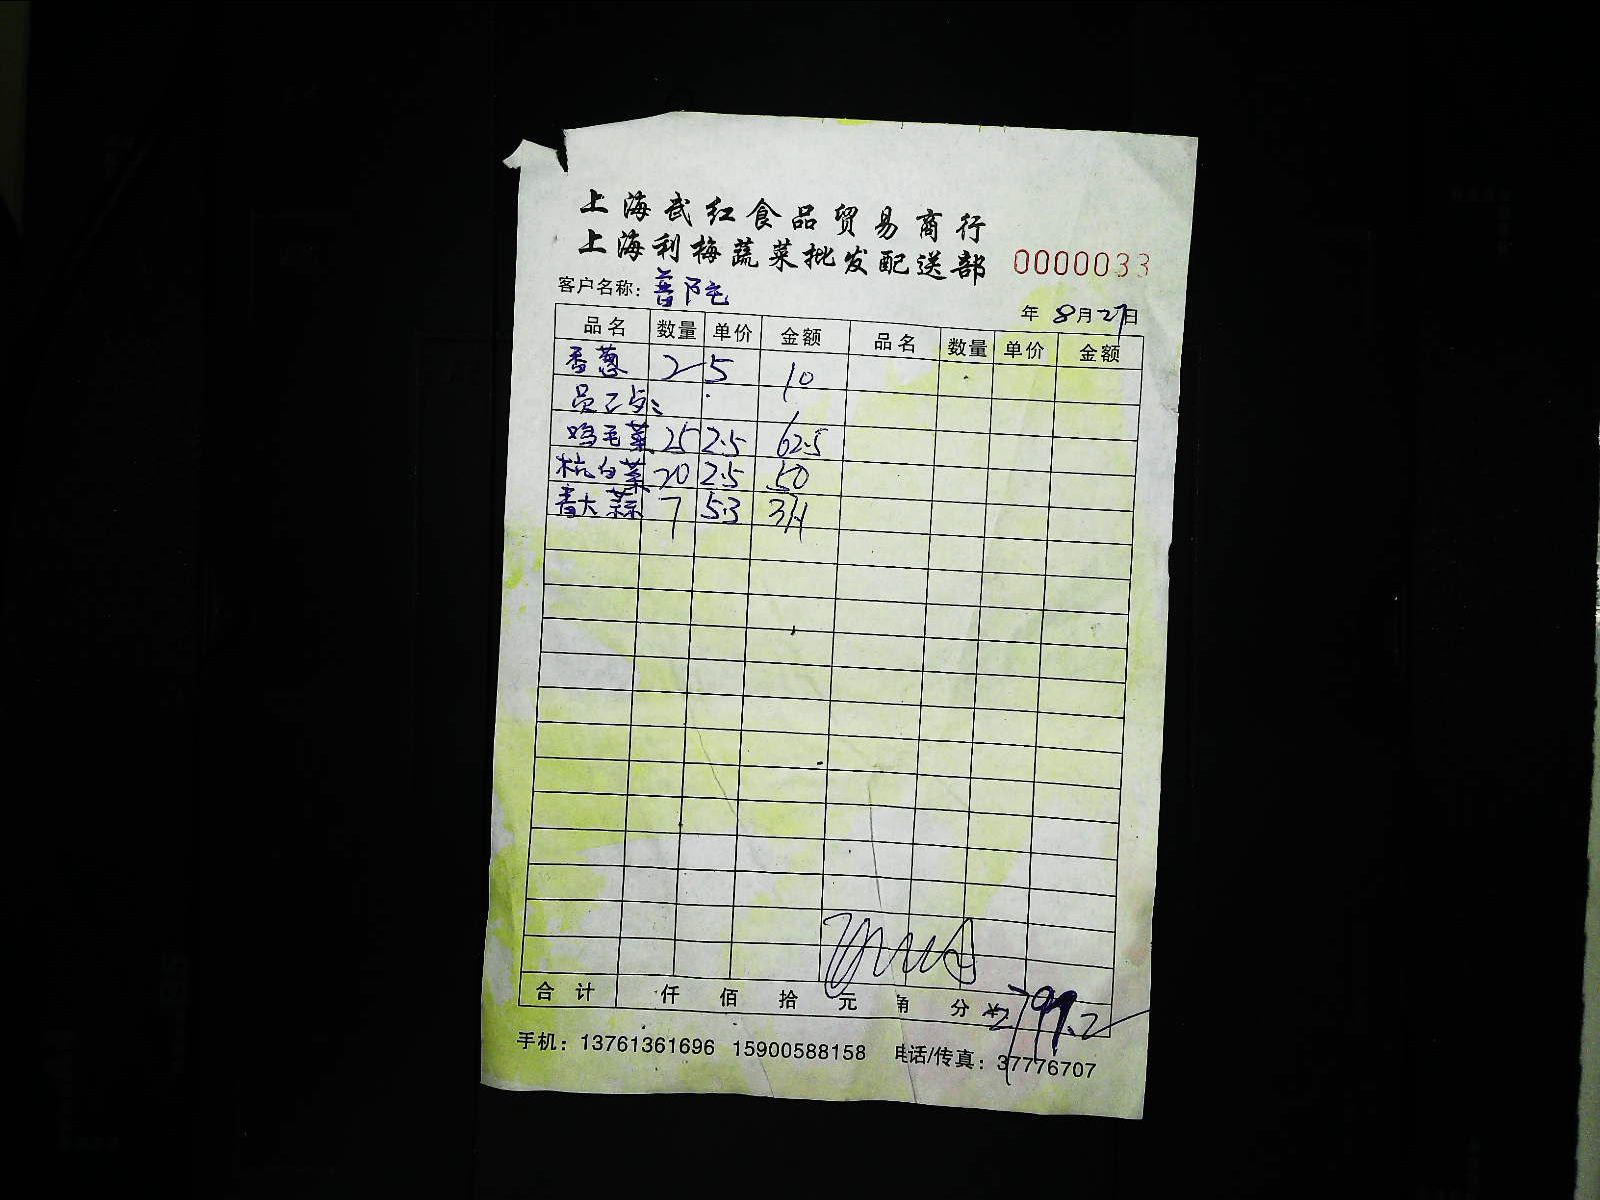 上海武红食品贸易商行
上海利梅蔬菜批发配送部 0000033
客户名称：
年 8月27日
品名 数量 单价 金额 品名 数量 单价 金额
香葱 2 5 10
鸡毛菜 25 2.5 62.5
杭白菜 20 2.5 50
青大蒜 7 5.3 37.1
合计 仟 佰 拾 元 角 分 ¥
手机：13761361696 15900588158 电话/传真：37776707